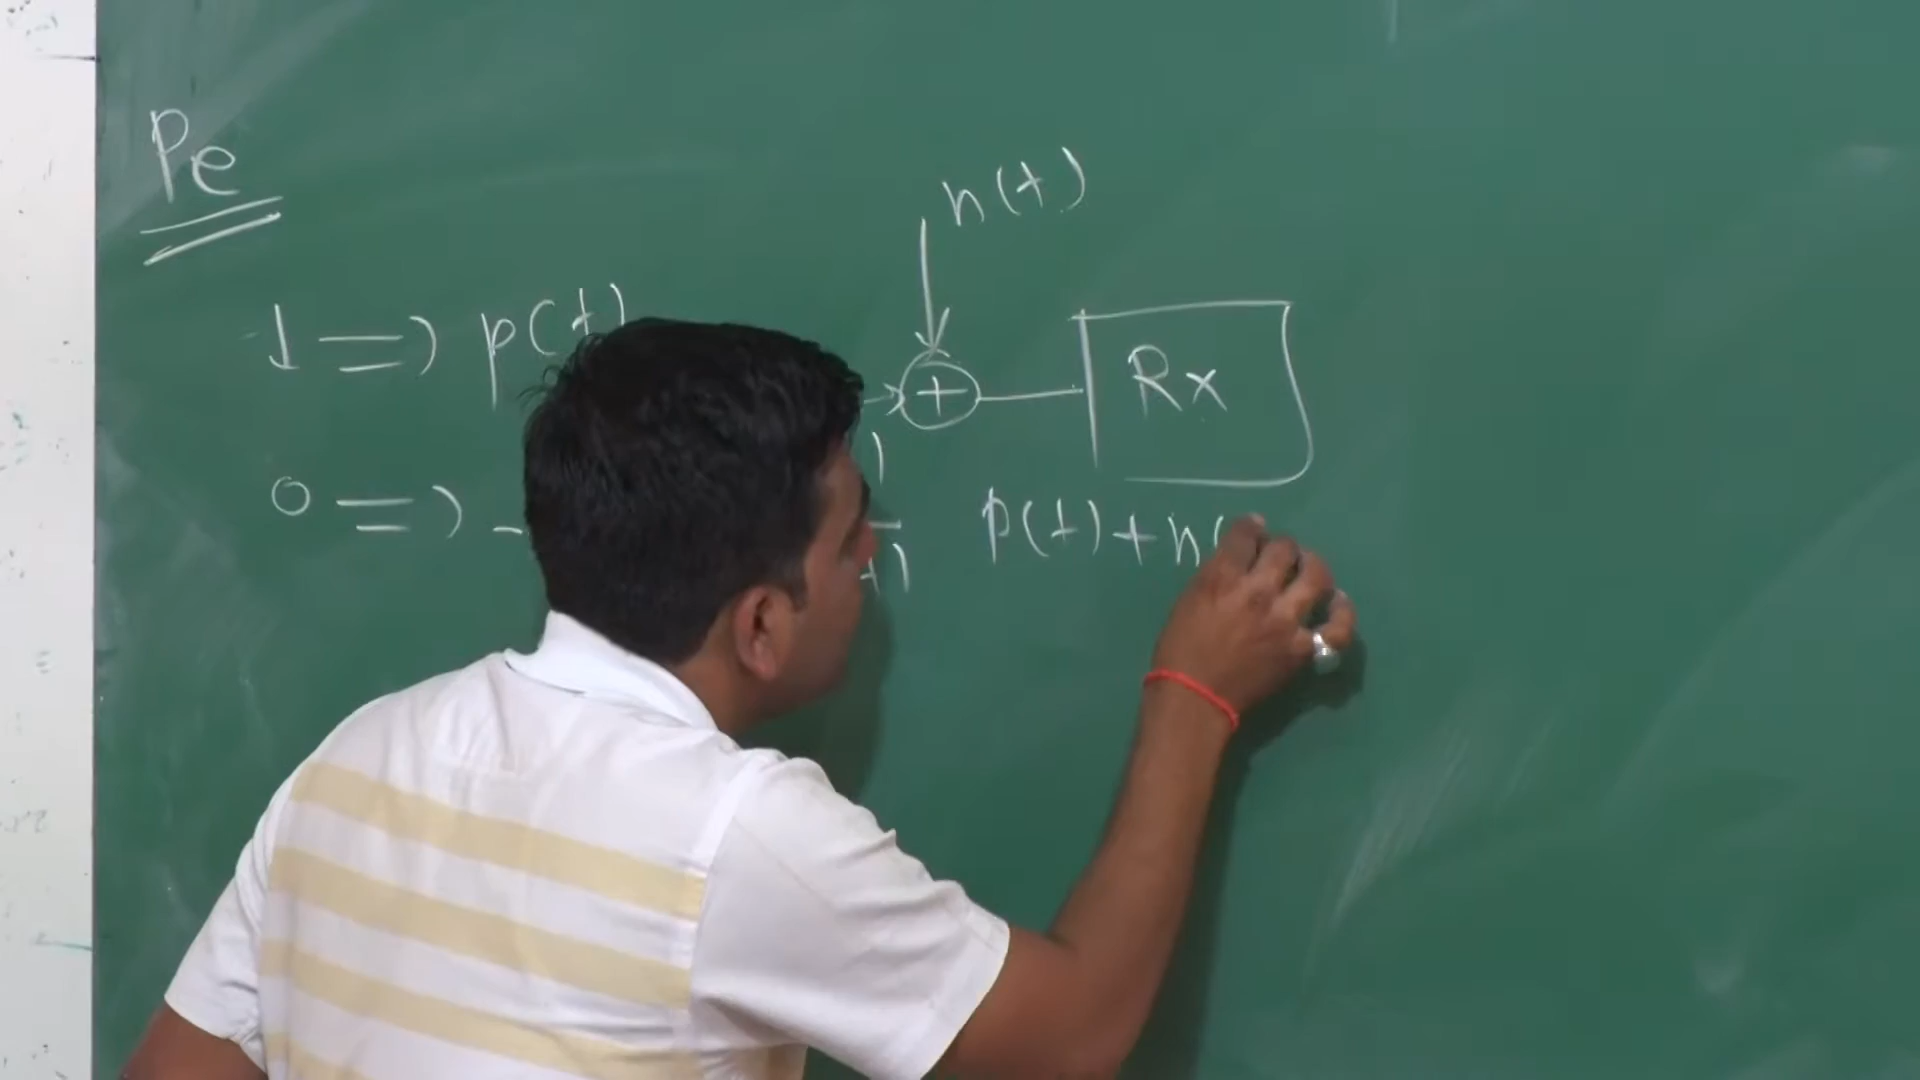 Pe
n(t)
1 => p(t)
+
Rx
0 => -
p(t)+n(